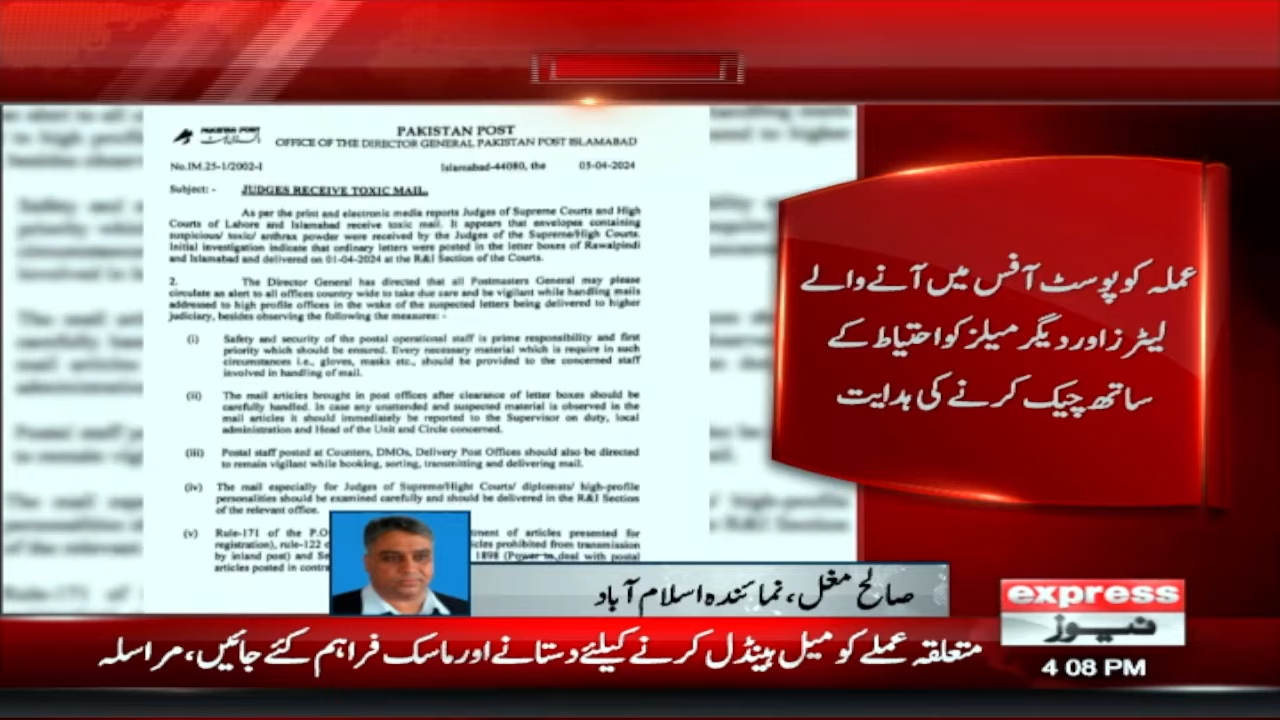 PAKISTAN POST
OFFICE OF THE DIRECTOR GENERAL PAKISTAN POST ISLAMABAD
PAKISTAN POST
No.IM.25-1/2002-I Islamabad-44080, the 03-04-2024
Subject: - JUDGES RECEIVE TOXIC MAIL.
As per the print and electronic media reports Judges of Supreme Courts and High
Courts of Lahore and Islamabad receive toxic mail. It appears that envelopes containing
suspicious/ toxic/ anthrax powder were received by the Judges of the Supreme/High Courts.
Initial investigation indicate that ordinary letters were posted in the letter boxes of Rawalpindi
and Islamabad and delivered on 01-04-2024 at the R&I Section of the Courts.
2. The Director General has directed that all Postmasters General may please
circulate an alert to all offices country wide to take due care and be vigilant while handling mails
addressed to high profile offices in the wake of the suspected letters being delivered to higher
judiciary, besides observing the following the measures: -
(i) Safety and security of the postal operational staff is prime responsibility and first
priority which should be ensured. Every necessary material which is require in such
circumstances i.e., gloves, masks etc., should be provided to the concerned staff
involved in handling of mail.
(ii) The mail articles brought in post offices after clearance of letter boxes should be
carefully handled. In case any unattended and suspected material is observed in the
mail articles it should immediately be reported to the Supervisor on duty, local
administration and Head of the Unit and Circle concerned.
(iii) Postal staff posted at Counters, DMOs, Delivery Post Offices should also be directed
to remain vigilant while booking, sorting, transmitting and delivering mail.
(iv) The mail especially for Judges of Supreme/Hight Courts/ diplomats/ high-profile
personalities should be examined carefully and should be delivered in the R&I Section
of the relevant office.
(v) Rule-171 of the P.O tment of articles presented for
registration), rule-122 cles prohibited from transmission
by inland post) and Se 1898 (Power to deal with postal
articles posted in contra
عملہ کو پوسٹ آفس میں آنے والے
لیٹرز اور دیگر میلز کو احتیاط کے
ساتھ چیک کرنے کی ہدایت
صالح مغل، نمائندہ اسلام آباد
express
نیوز
4:08 PM
متعلقہ عملے کو میل ہینڈل کرنے کیلئے دستانے اور ماسک فراہم کئے جائیں، مراسلہ